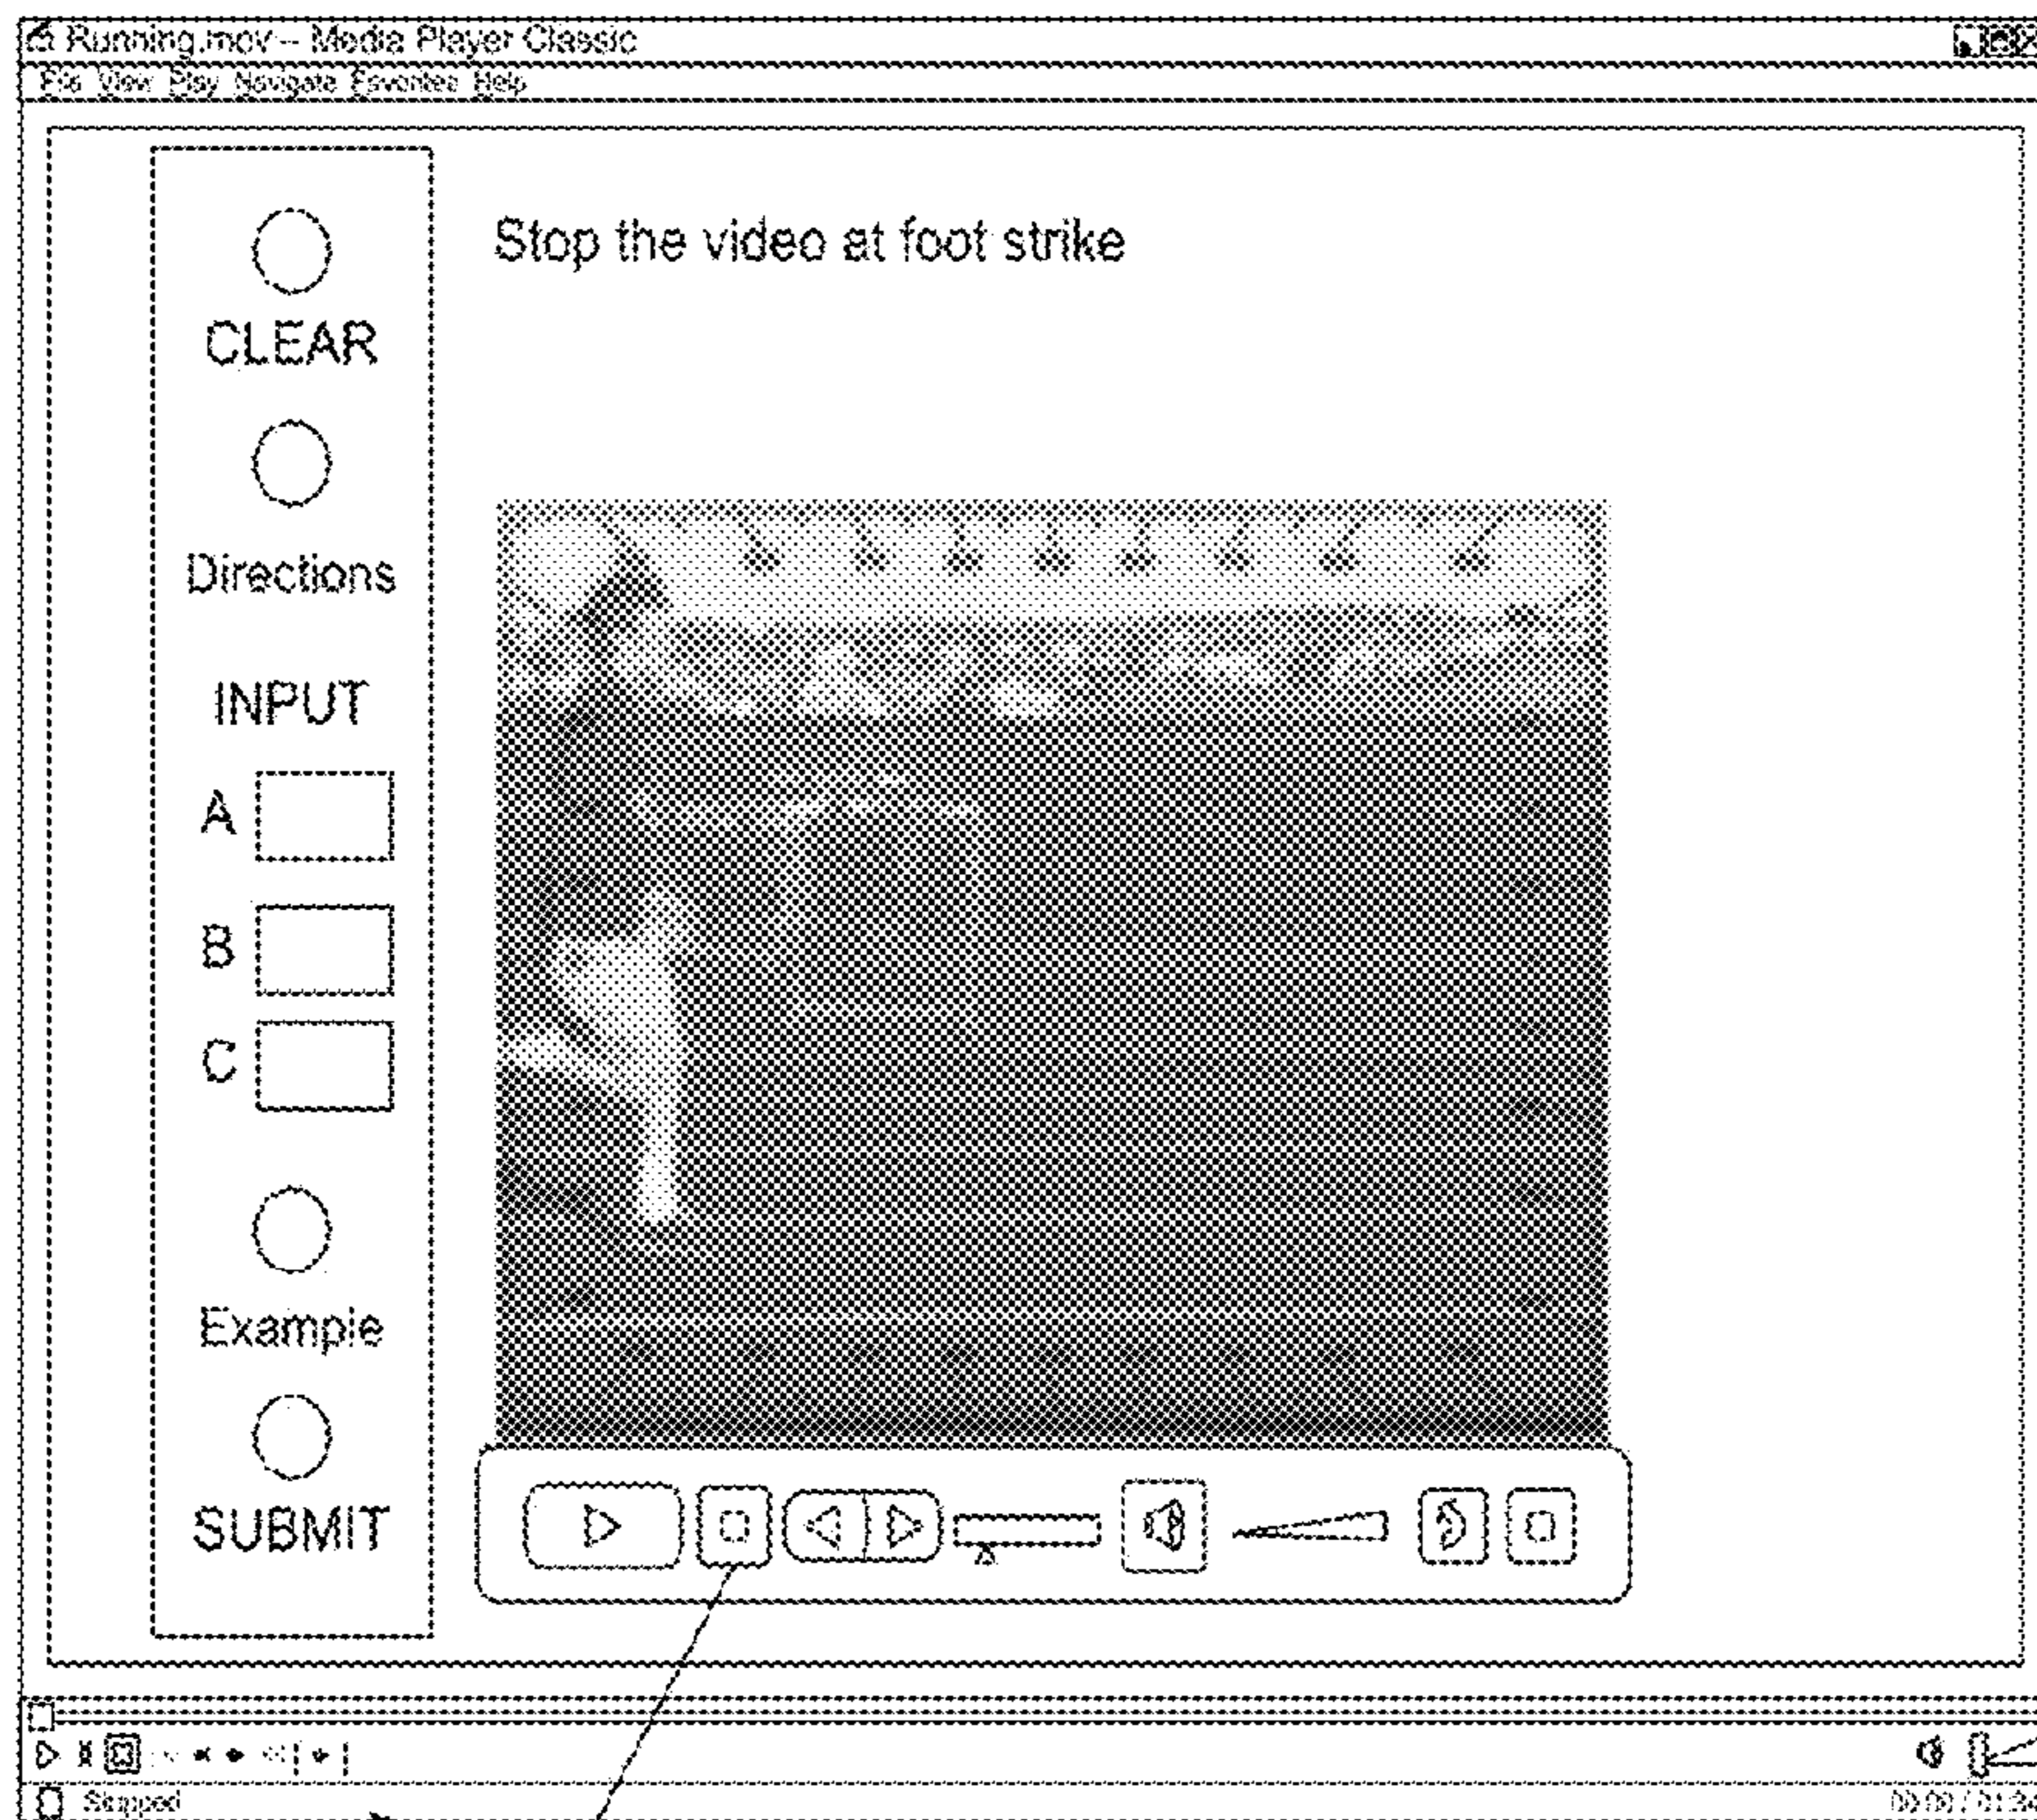 Running.mov – Media Player Classic
File View Play Navigate Favorites Help
Stop the video at foot strike
CLEAR
Directions
INPUT
A
B
C
Example
SUBMIT
Stopped